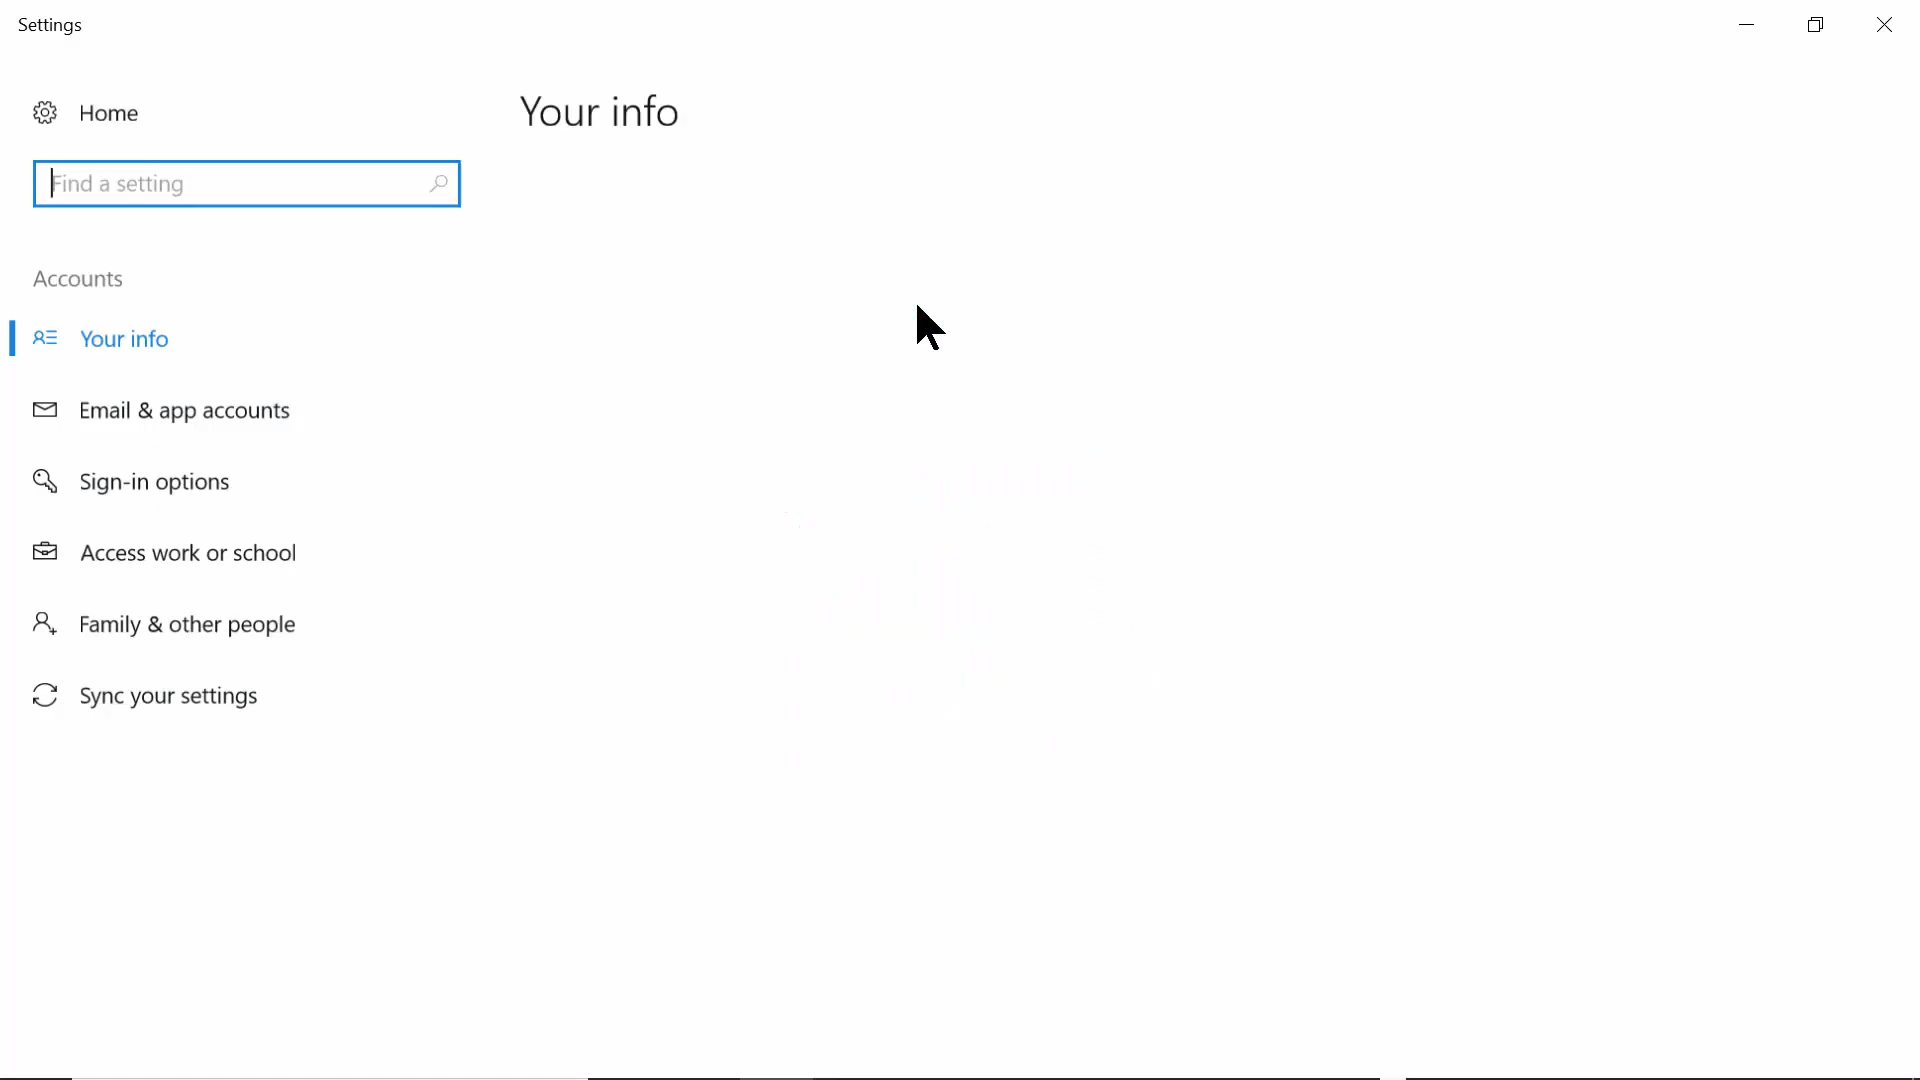 Settings
Home
Your info
Find a setting
Accounts
Your info
Email & app accounts
Sign-in options
Access work or school
Family & other people
Sync your settings